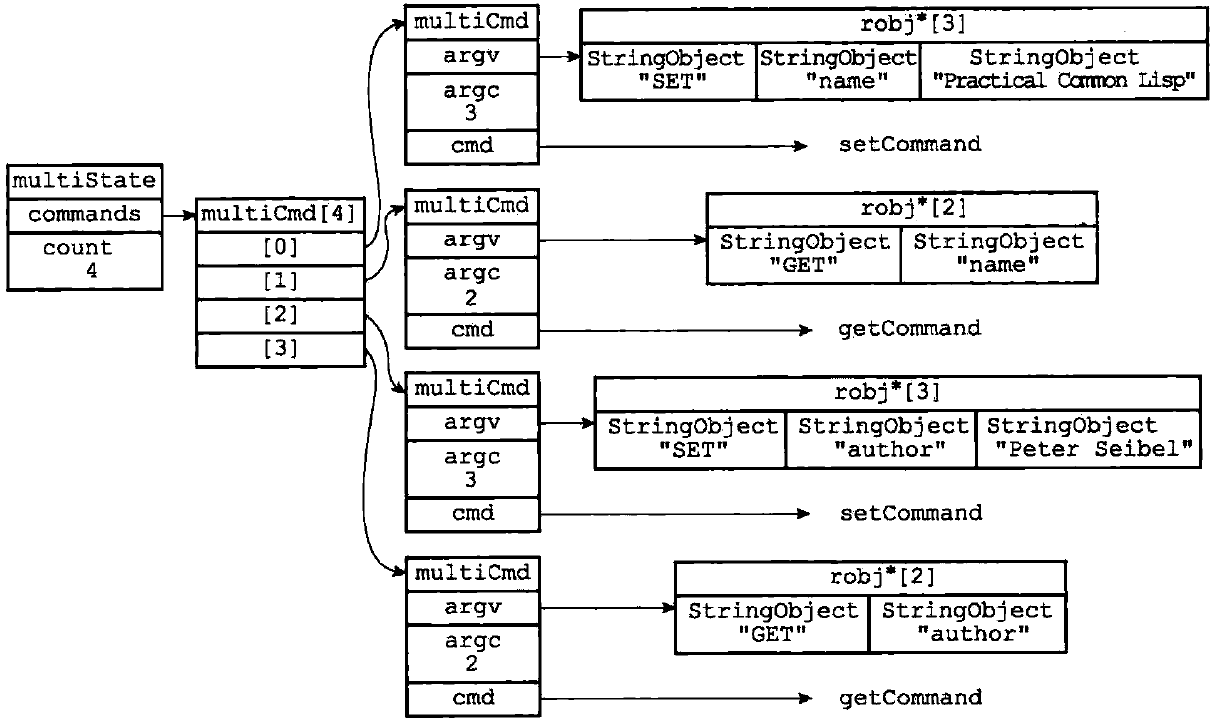 multiState
commands
count
4
multiCmd[4]
[0]
[1]
[2]
[3]
multiCmd
argv
argc
3
cmd
robj*[3]
StringObject
"SET"
StringObject
"name"
StringObject
"Practical Common Lisp"
setCommand
multiCmd
argv
argc
2
cmd
robj*[2]
StringObject
"GET"
StringObject
"name"
getCommand
multiCmd
argv
argc
3
cmd
robj*[3]
StringObject
"SET"
StringObject
"author"
StringObject
"Peter Seibel"
setCommand
multiCmd
argv
argc
2
cmd
robj*[2]
StringObject
"GET"
StringObject
"author"
getCommand